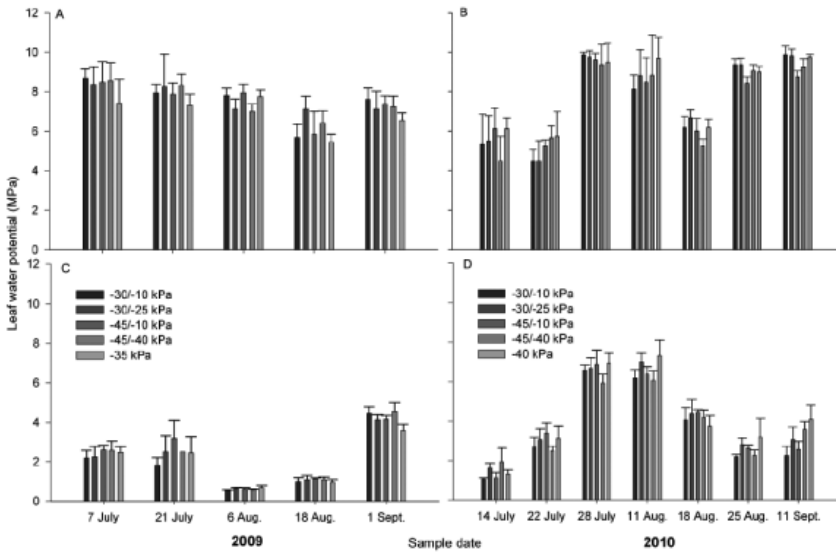 A
B
12
10
8
6
4
2
0
Leaf water potential (MPa)
C
D
12
10
8
6
4
2
0
-30/-10 kPa
-30/-25 kPa
-45/-10 kPa
-45/-40 kPa
-35 kPa
-30/-10 kPa
-30/-25 kPa
-45/-10 kPa
-45/-40 kPa
-40 kPa
7 July 21 July 6 Aug. 18 Aug. 1 Sept.
14 July 22 July 28 July 11 Aug. 18 Aug. 25 Aug. 11 Sept.
2009 Sample date 2010